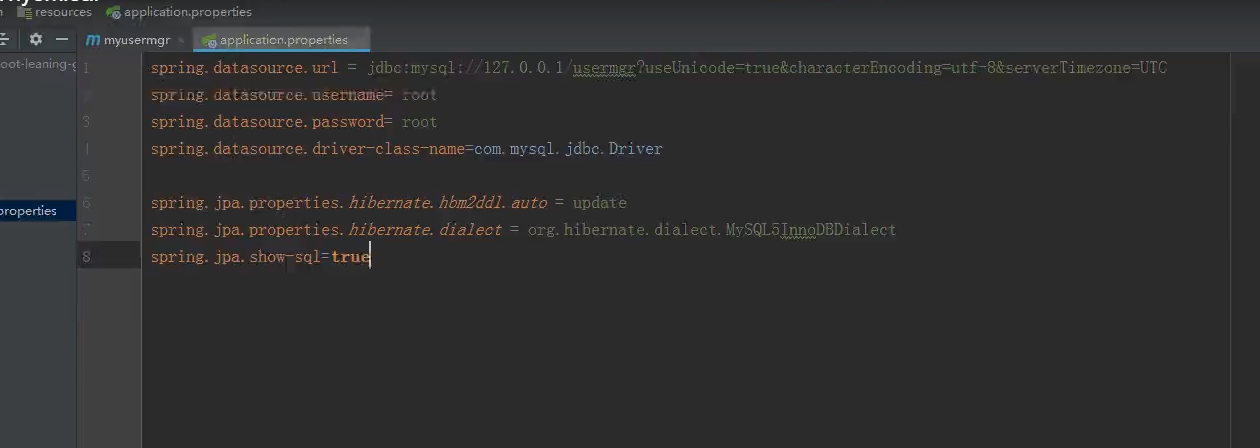 resources
application.properties
myusermgr
application.properties
oot-leaning-g
properties
1 spring.datasource.url = jdbc:mysql://127.0.0.1/usermgr?useUnicode=true&characterEncoding=utf-8&serverTimezone=UTC
spring.datasource.username= root
3 spring.datasource.password= root
spring.datasource.driver-class-name=com.mysql.jdbc.Driver
5
6 spring.jpa.properties.hibernate.hbm2ddl.auto = update
7 spring.jpa.properties.hibernate.dialect = org.hibernate.dialect.MySQL5InnoDBDialect
8 spring.jpa.show-sql=true